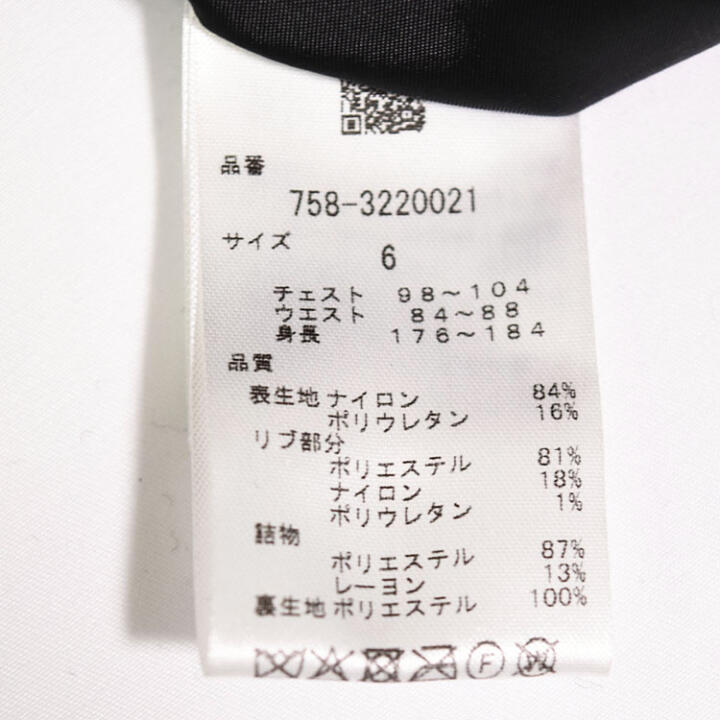 品番
758-3220021
サイズ
6
チェスト 98～104
ウエスト 84～88
身長 176～184
品質
表生地 ナイロン 84%
ポリウレタン 16%
リブ部分
ポリエステル 81%
ナイロン 18%
ポリウレタン 1%
詰物
ポリエステル 87%
レーヨン 13%
裏生地 ポリエステル 100%
F
W